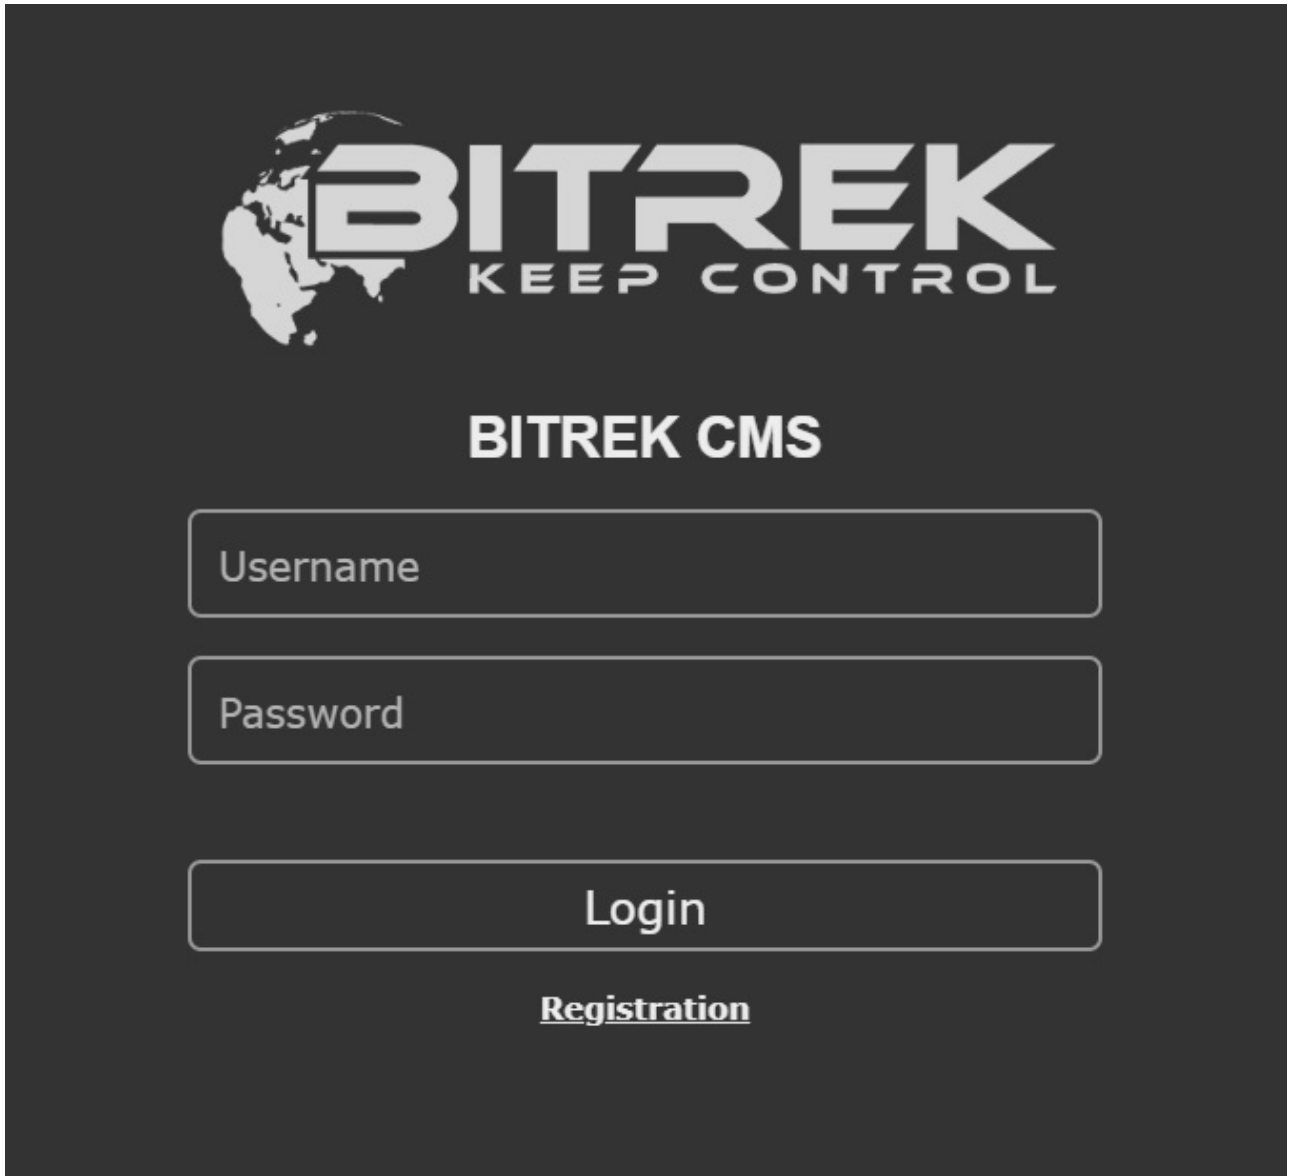 BITREK
KEEP CONTROL
BITREK CMS
Username
Password
Login
Registration